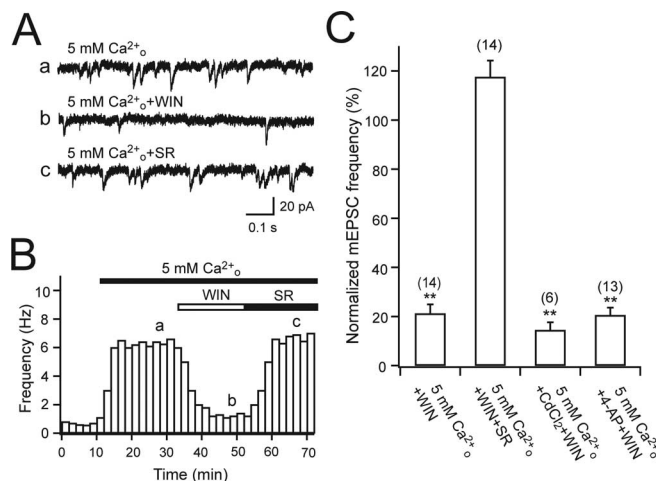 A
5 mM Ca²⁺ₒ
a
5 mM Ca²⁺ₒ+WIN
b
5 mM Ca²⁺ₒ+SR
c
20 pA
0.1 s
B
5 mM Ca²⁺ₒ
WIN SR
a
b
c
10
8
6
4
2
0
Frequency (Hz)
0 10 20 30 40 50 60 70
Time (min)
C
Normalized mEPSC frequency (%)
120
100
80
60
40
20
0
(14)
**
(14)
(6)
**
(13)
**
5 mM Ca²⁺ₒ
+WIN
5 mM Ca²⁺ₒ
+WIN+SR
5 mM Ca²⁺ₒ
+CdCl₂+WIN
5 mM Ca²⁺ₒ
+4-AP+WIN